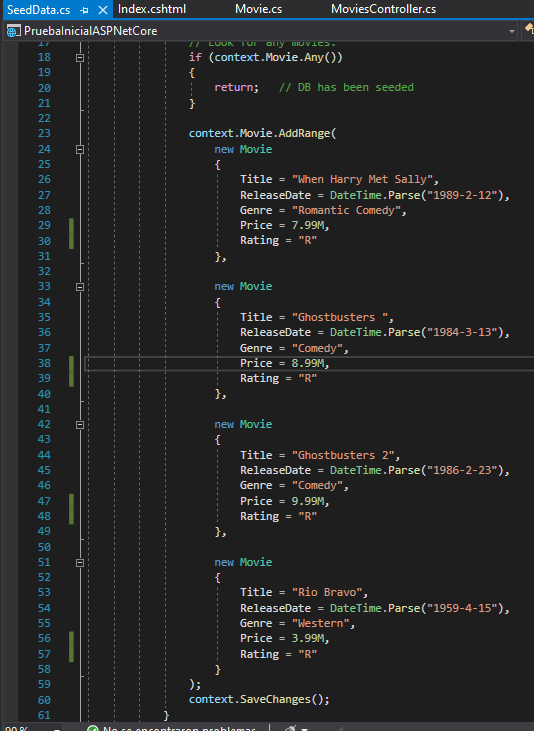 SeedData.cs Index.cshtml Movie.cs MoviesController.cs
PruebaInicialASPNetCore
17 // Look for any movies.
18 if (context.Movie.Any())
19 {
20 return; // DB has been seeded
21 }
22
23 context.Movie.AddRange(
24 new Movie
25 {
26 Title = "When Harry Met Sally",
27 ReleaseDate = DateTime.Parse("1989-2-12"),
28 Genre = "Romantic Comedy",
29 Price = 7.99M,
30 Rating = "R"
31 },
32
33 new Movie
34 {
35 Title = "Ghostbusters ",
36 ReleaseDate = DateTime.Parse("1984-3-13"),
37 Genre = "Comedy",
38 Price = 8.99M,
39 Rating = "R"
40 },
41
42 new Movie
43 {
44 Title = "Ghostbusters 2",
45 ReleaseDate = DateTime.Parse("1986-2-23"),
46 Genre = "Comedy",
47 Price = 9.99M,
48 Rating = "R"
49 },
50
51 new Movie
52 {
53 Title = "Rio Bravo",
54 ReleaseDate = DateTime.Parse("1959-4-15"),
55 Genre = "Western",
56 Price = 3.99M,
57 Rating = "R"
58 }
59 );
60 context.SaveChanges();
61 }
90 % No se encontraron problemas.